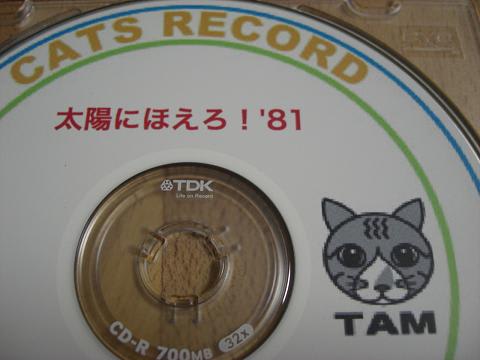 CATS RECORD
太陽にほえろ！'81
TDK
Life on Record
TAM
CD-R 700MB 32x